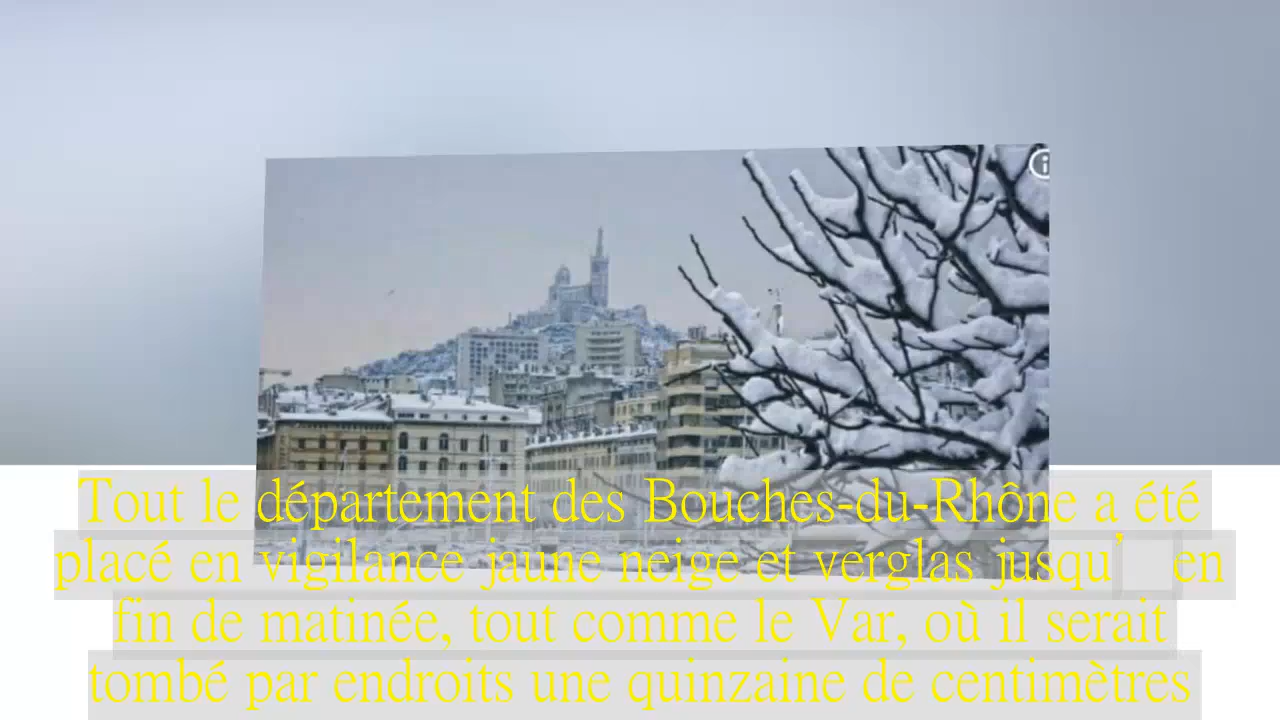 Tout le département des Bouches-du-Rhône a été
placé en vigilance jaune neige et verglas jusqu’ en
fin de matinée, tout comme le Var, où il serait
tombé par endroits une quinzaine de centimètres